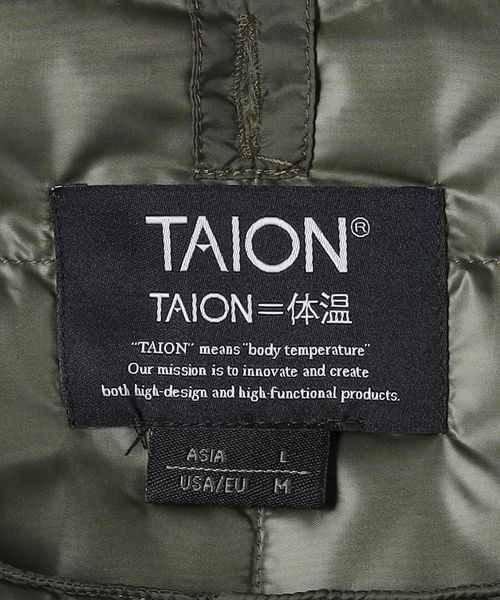 TAION®
TAION=体温
"TAION" means "body temperature"
Our mission is to innovate and create
both high-design and high-functional products.
ASIA L
USA/EU M